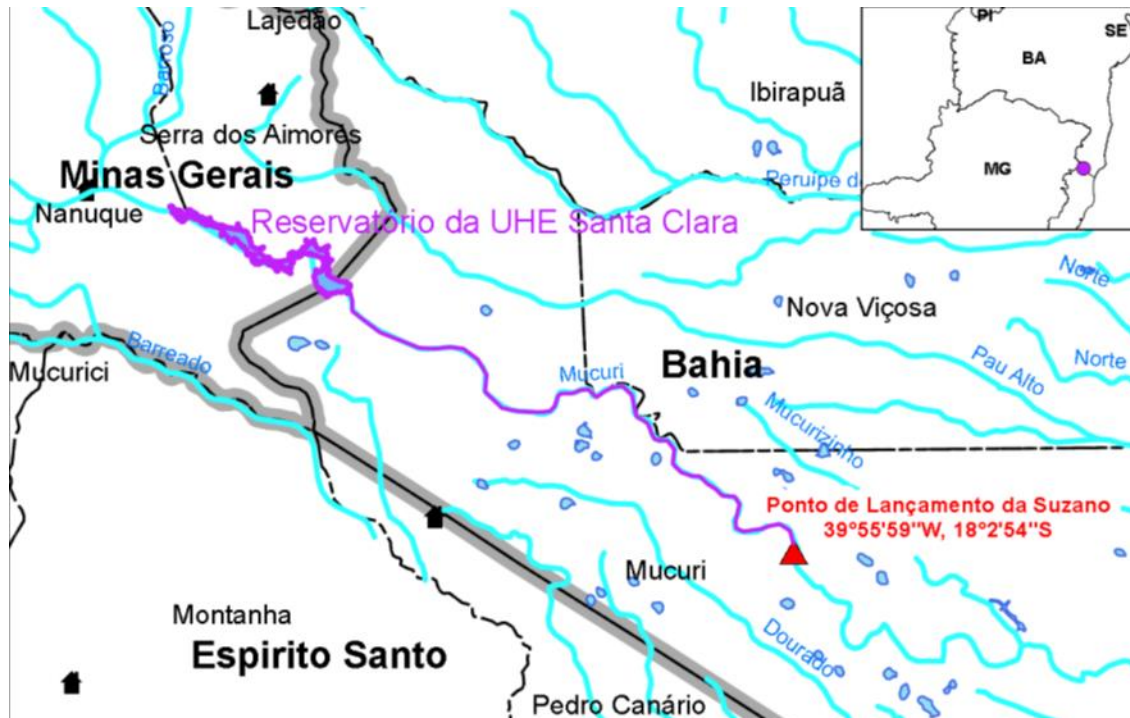 Lajedão
PI
SE
BA
MG
Barroso
Ibirapuã
Serra dos Aimorés
Minas Gerais
Nanuque
Peruipe do
Reservatório da UHE Santa Clara
Norte
Nova Viçosa
Barreado
Mucurici
Mucuri
Bahia
Pau Alto
Norte
Mucurizinho
Ponto de Lançamento da Suzano
39°55'59"W, 18°2'54"S
Mucuri
Montanha
Dourado
Espirito Santo
Pedro Canário